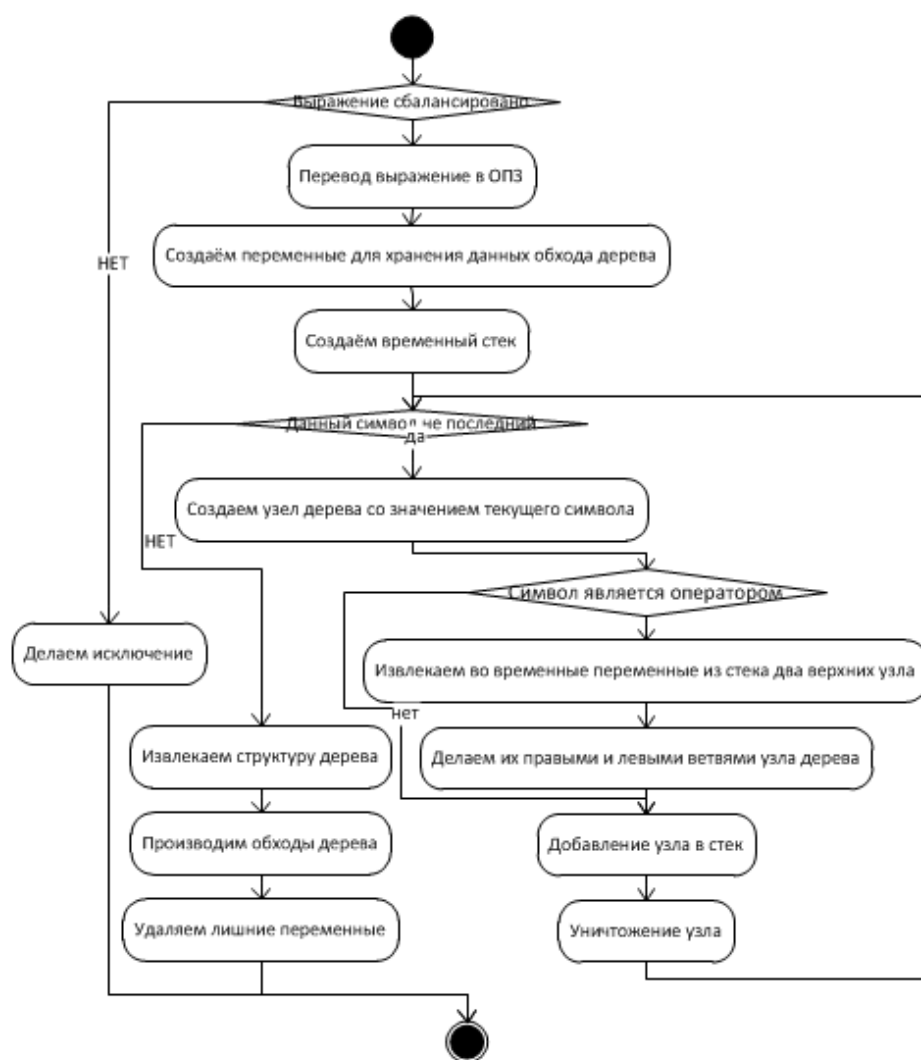 Выражение сбалансировано
Перевод выражение в ОПЗ
Создаём переменные для хранения данных обхода дерева
НЕТ
Создаём временный стек
Данный символ не последний
да
Создаем узел дерева со значением текущего символа
НЕТ
Символ является оператором
Делаем исключение
Извлекаем во временные переменные из стека два верхних узла
нет
Извлекаем структуру дерева
Делаем их правыми и левыми ветвями узла дерева
Производим обходы дерева
Добавление узла в стек
Удаляем лишние переменные
Уничтожение узла